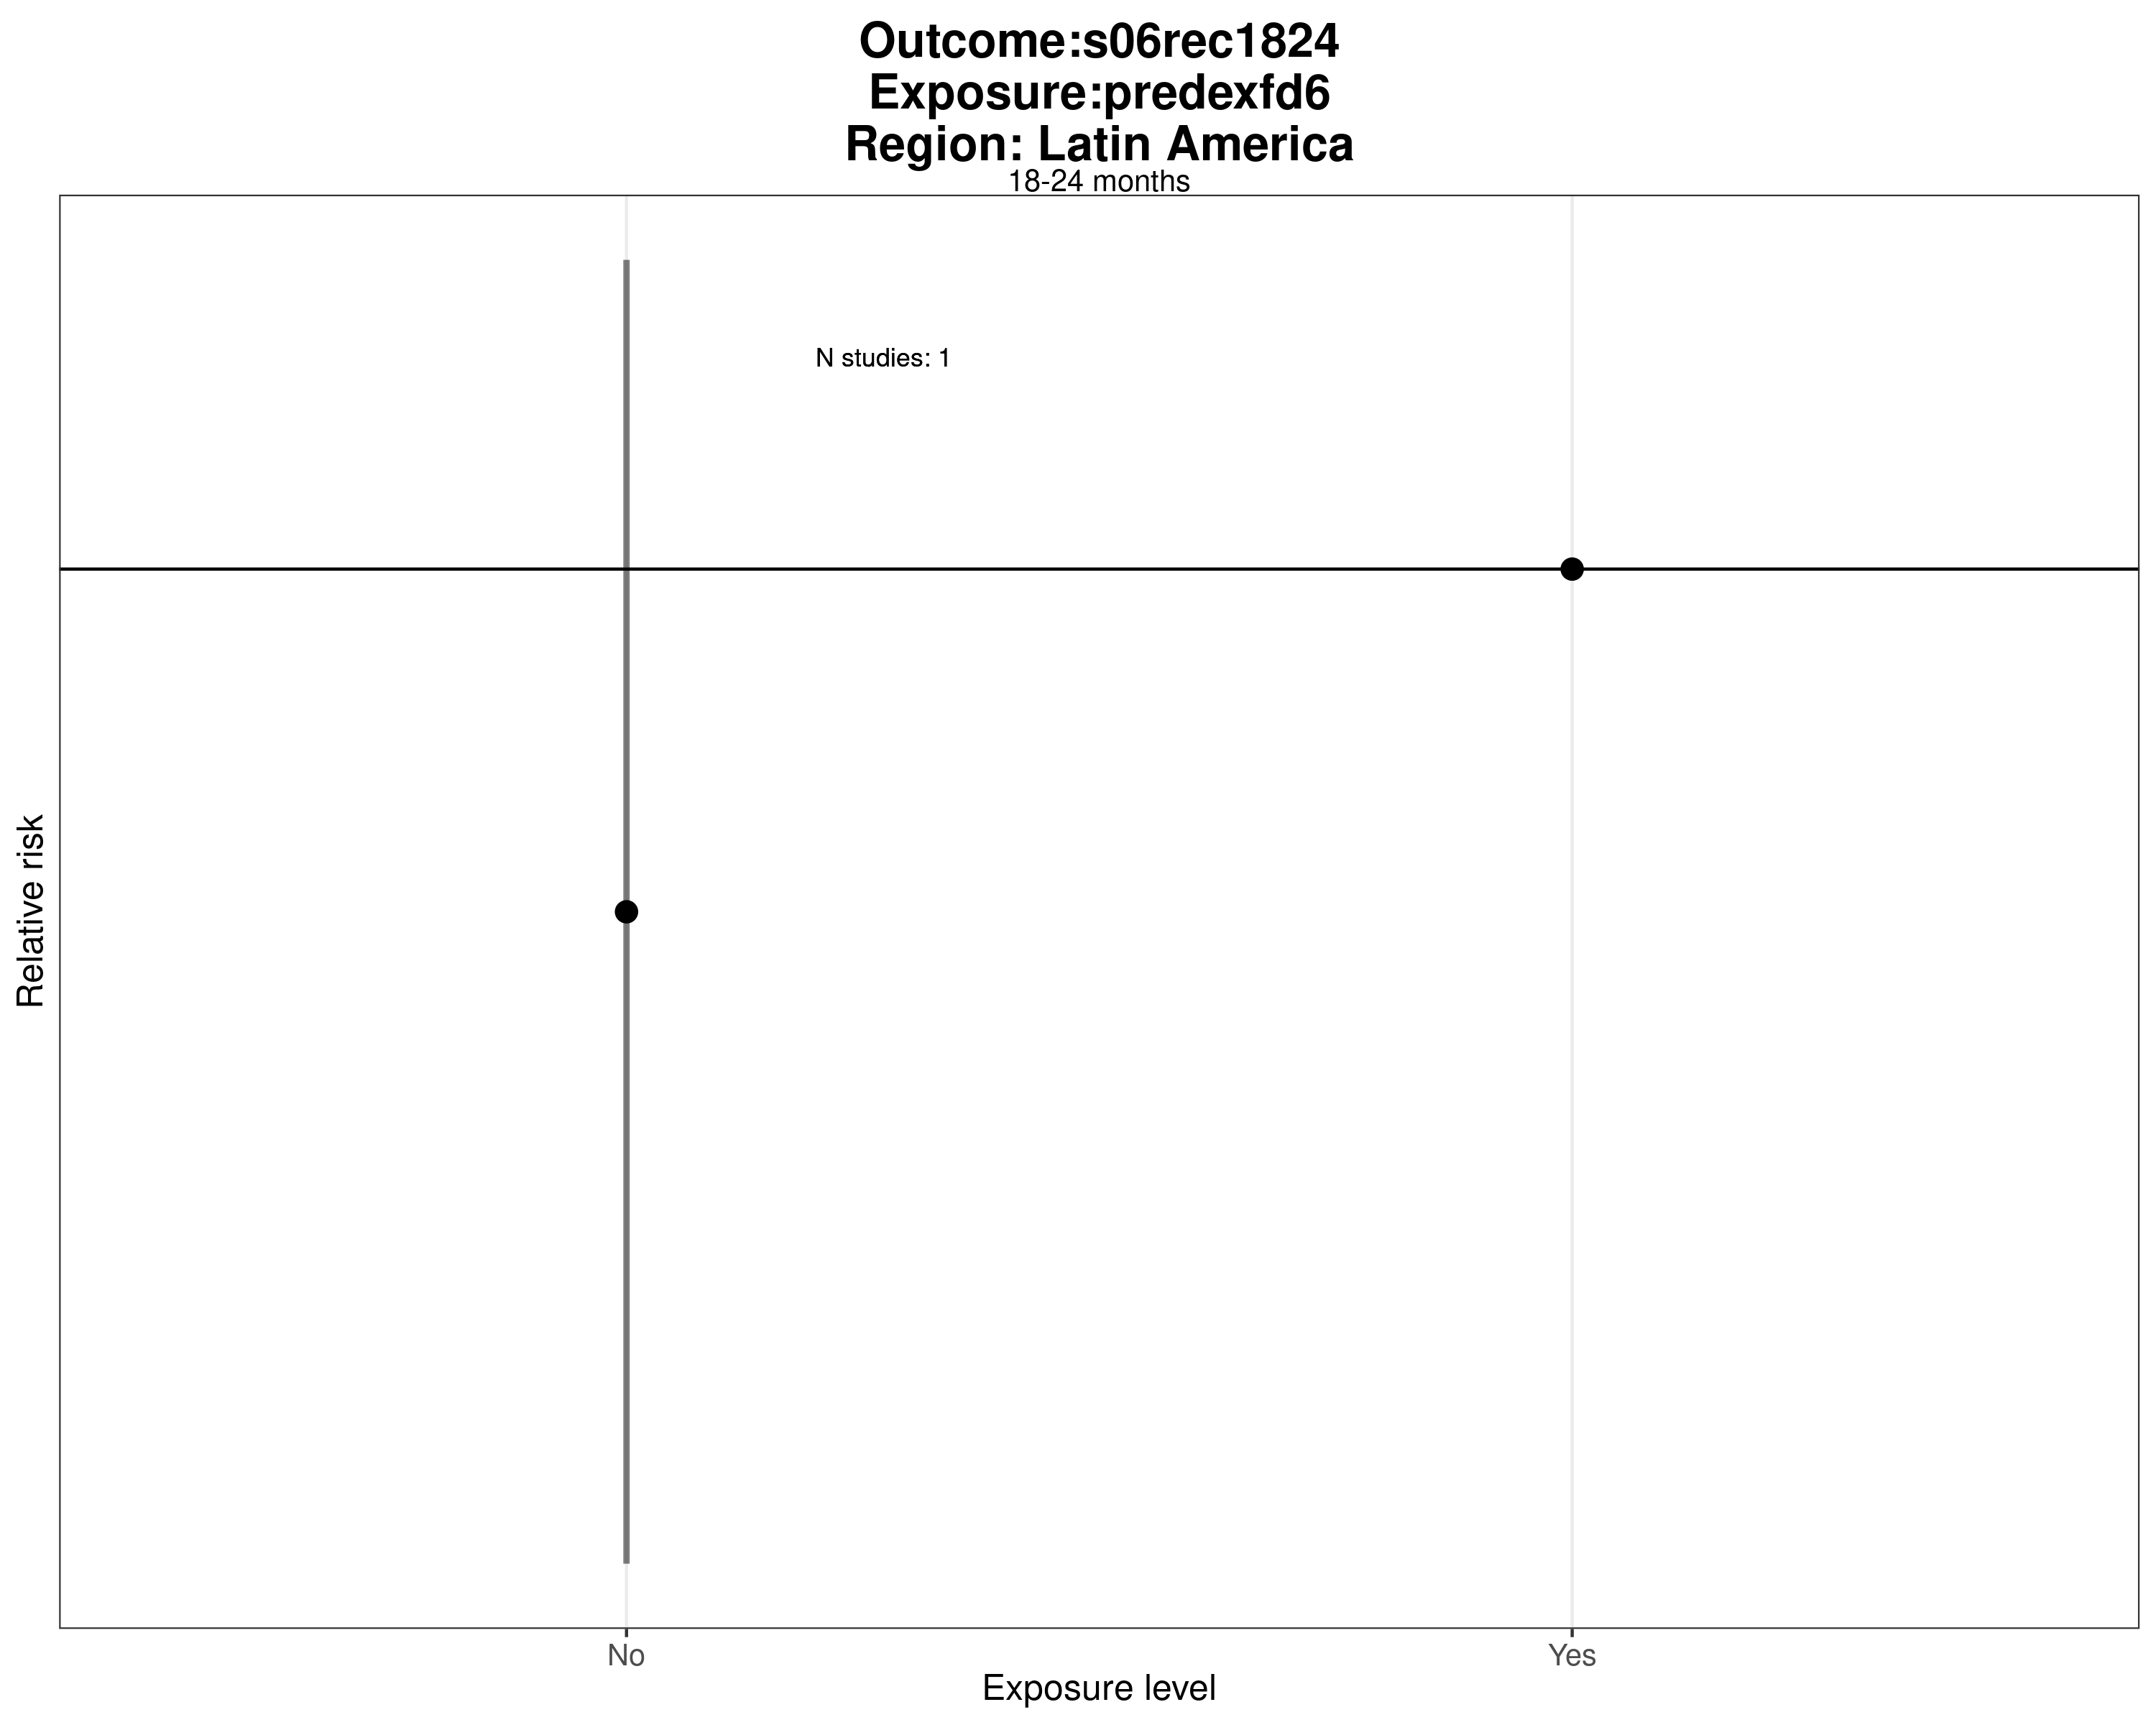 Outcome:s06rec1824
Exposure:predexfd6
Region: Latin America
18-24 months
N studies: 1
Relative risk
No
Yes
Exposure level